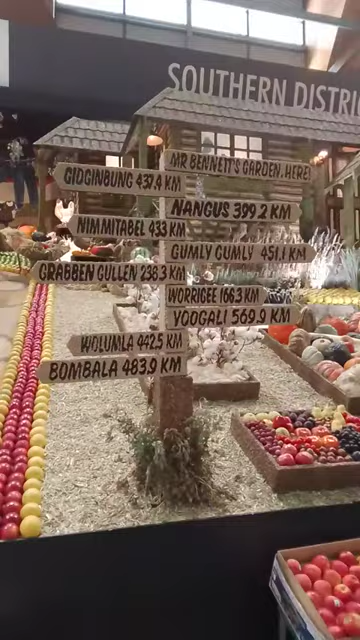 SOUTHERN DISTRI
MR BENNETT'S GARDEN, HERE
GIDGINBUNG 437.4 KM
NANGUS 399.2 KM
NIMMITABEL 433 KM
GUMLY GUMLY 451.1 KM
GRABBEN GULLEN 238.3 KM
WORRIGEE 166.3 KM
YOOGALI 569.9 KM
WOLUMLA 442.5 KM
BOMBALA 483.9 KM